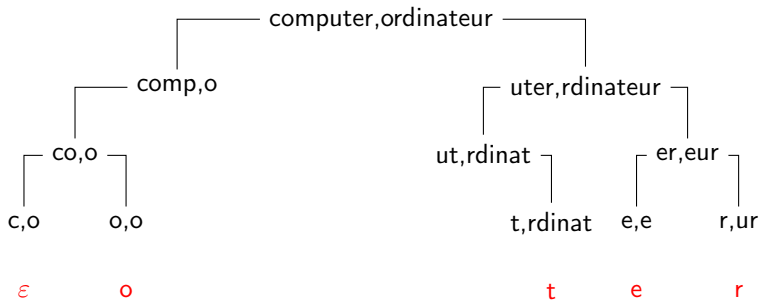 computer,ordinateur
comp,o uter,rdinateur
co,o ut,rdinat er,eur
c,o o,o t,rdinat e,e r,ur
ε o t e r